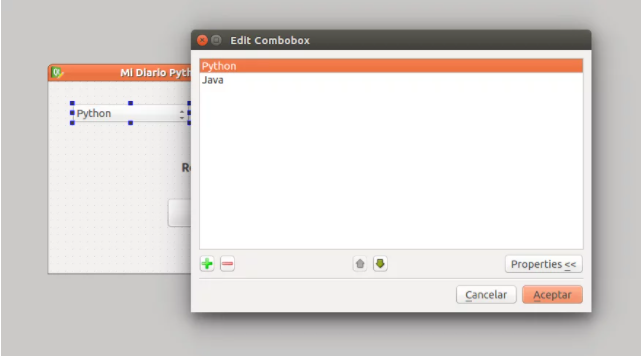 Edit Combobox
Mi Diario Pyth
Python
Java
Python
R
Properties <<
Cancelar
Aceptar